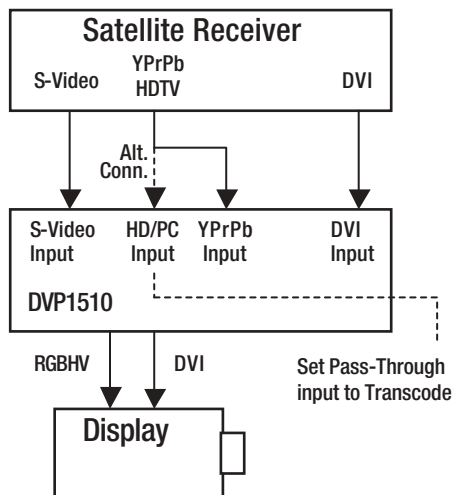 Satellite Receiver
S-Video
YPrPb
HDTV
DVI
Alt.
Conn.
S-Video
Input
HD/PC
Input
YPrPb
Input
DVI
Input
DVP1510
RGBHV
DVI
Set Pass-Through
input to Transcode
Display